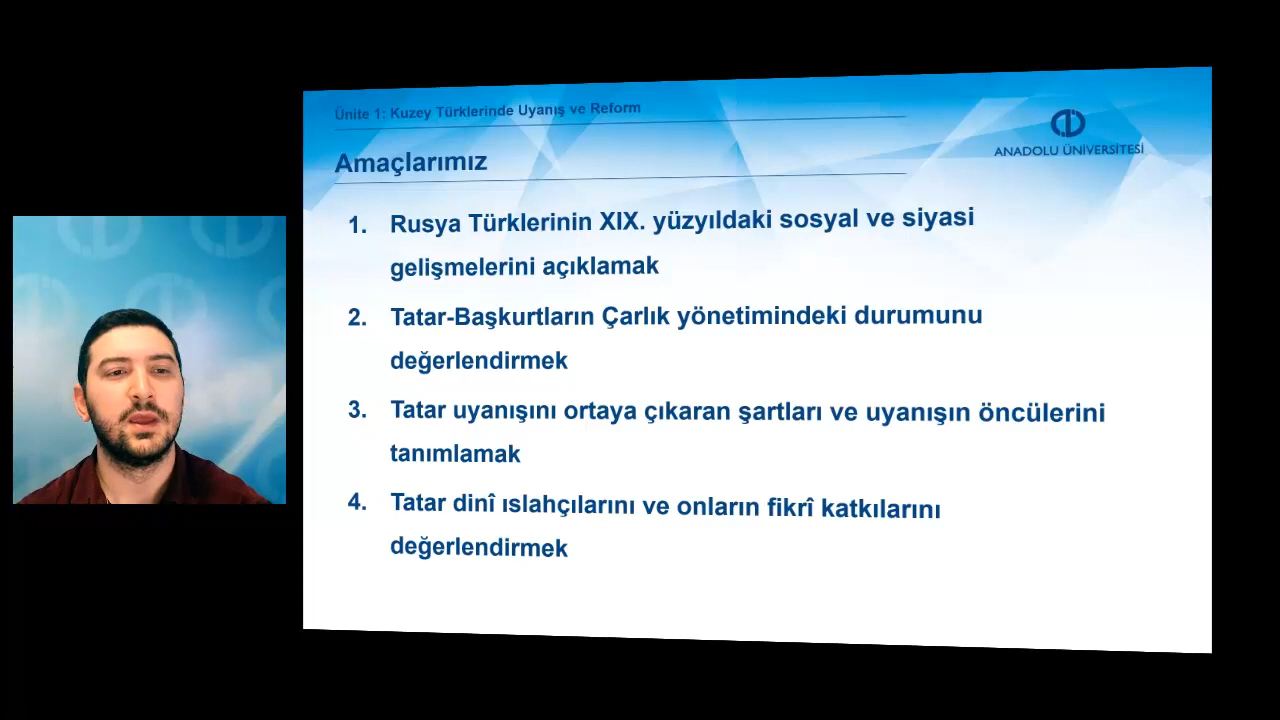 Ünite 1: Kuzey Türklerinde Uyanış ve Reform
Amaçlarımız
ANADOLU ÜNİVERSİTESİ
1. Rusya Türklerinin XIX. yüzyıldaki sosyal ve siyasi
gelişmelerini açıklamak
2. Tatar-Başkurtların Çarlık yönetimindeki durumunu
değerlendirmek
3. Tatar uyanışını ortaya çıkaran şartları ve uyanışın öncülerini
tanımlamak
4. Tatar dinî ıslahçılarını ve onların fikrî katkılarını
değerlendirmek